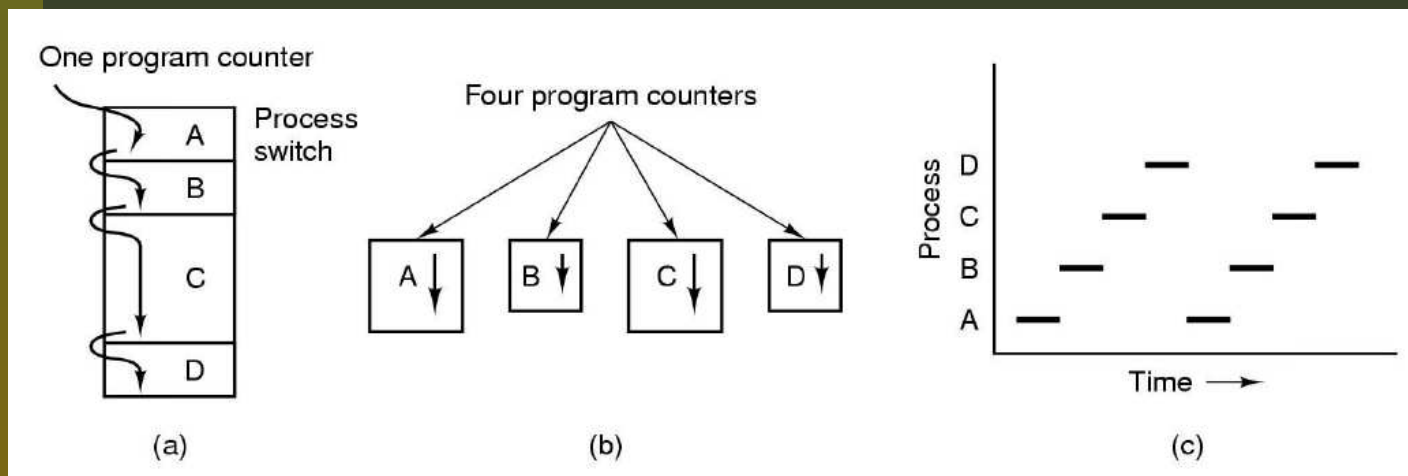 One program counter
Process
switch
A
B
C
D
(a)
Four program counters
A
B
C
D
(b)
Process
D
C
B
A
Time
(c)